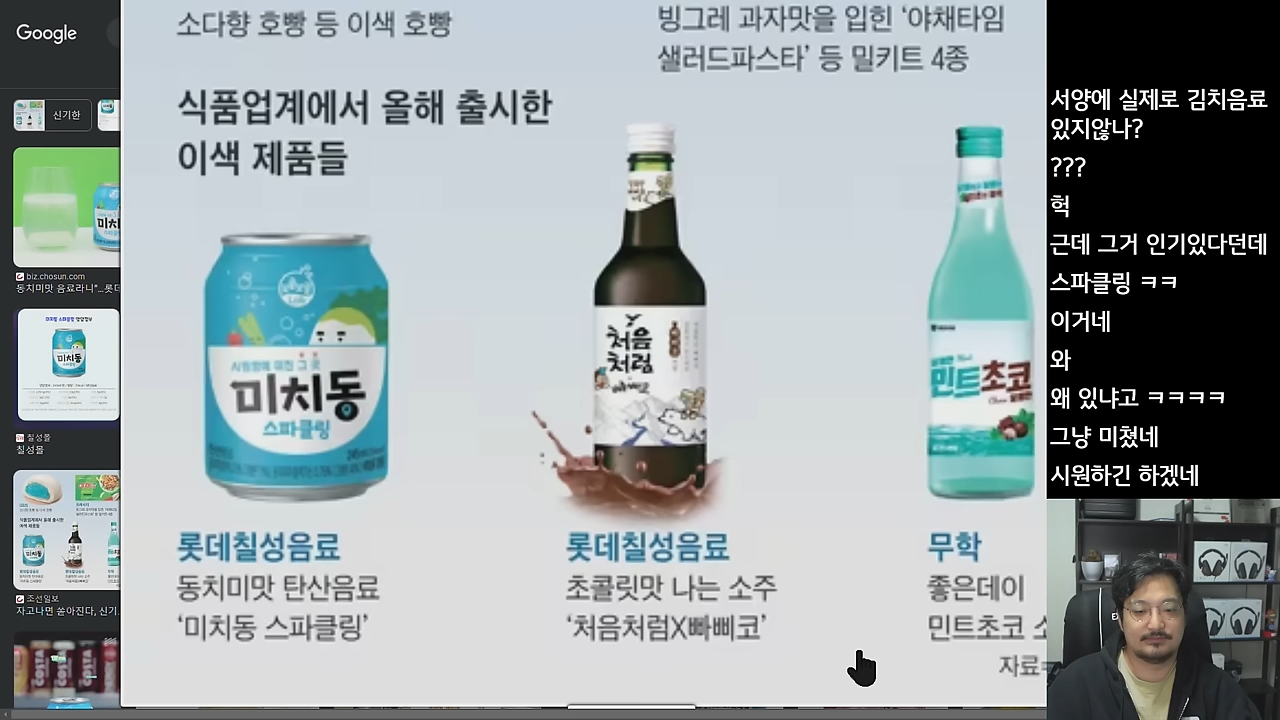 Google
신기한
biz.chosun.com
동치미맛 음료라니"…롯데
칠성몰
칠성몰
조선일보
자고나면 쏟아진다, 신기…
소다향 호빵 등 이색 호빵
빙그레 과자맛을 입힌 ‘야채타임
샐러드파스타’ 등 밀키트 4종
식품업계에서 올해 출시한
이색 제품들
미치동
스파클링
처음
처럼
민트초코
롯데칠성음료
동치미맛 탄산음료
‘미치동 스파클링’
롯데칠성음료
초콜릿맛 나는 소주
‘처음처럼X빠삐코’
무학
좋은데이
민트초코
자료=
서양에 실제로 김치음료
있지않나?
???
헉
근데 그거 인기있다던데
스파클링 ㅋㅋ
이거네
와
왜 있냐고 ㅋㅋㅋㅋ
그냥 미쳤네
시원하긴 하겠네